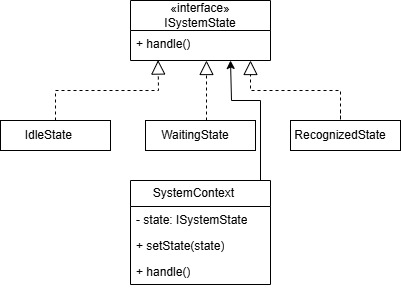 «interface»
ISystemState
+ handle()
IdleState
WaitingState
RecognizedState
SystemContext
- state: ISystemState
+ setState(state)
+ handle()